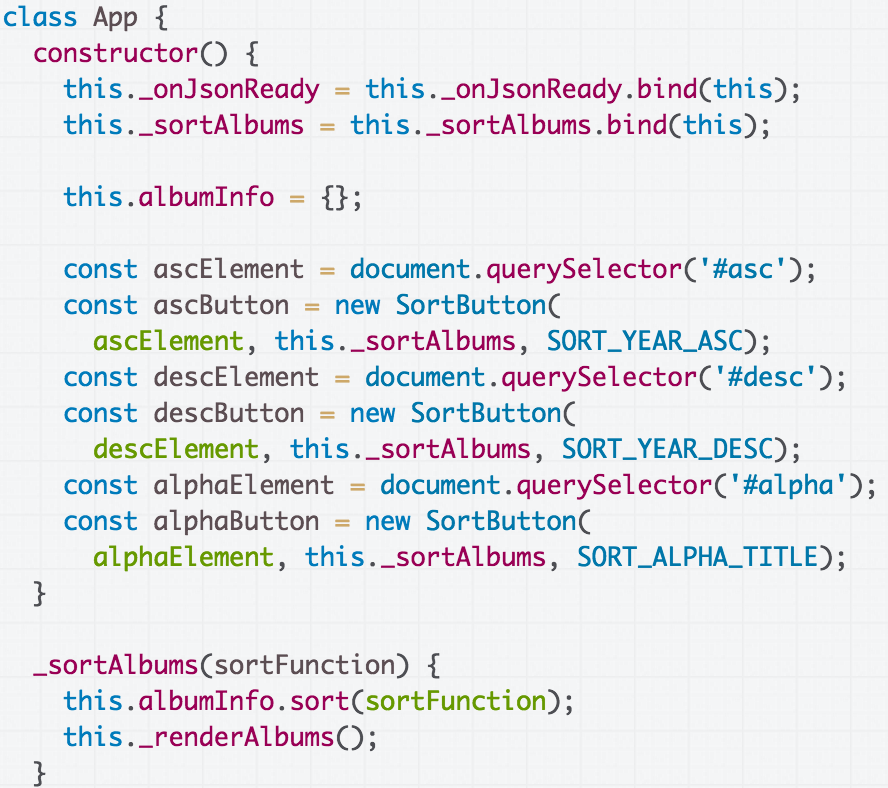 class App {
  constructor() {
    this._onJsonReady = this._onJsonReady.bind(this);
    this._sortAlbums = this._sortAlbums.bind(this);

    this.albumInfo = {};

    const ascElement = document.querySelector('#asc');
    const ascButton = new SortButton(
      ascElement, this._sortAlbums, SORT_YEAR_ASC);
    const descElement = document.querySelector('#desc');
    const descButton = new SortButton(
      descElement, this._sortAlbums, SORT_YEAR_DESC);
    const alphaElement = document.querySelector('#alpha');
    const alphaButton = new SortButton(
      alphaElement, this._sortAlbums, SORT_ALPHA_TITLE);
  }

  _sortAlbums(sortFunction) {
    this.albumInfo.sort(sortFunction);
    this._renderAlbums();
  }